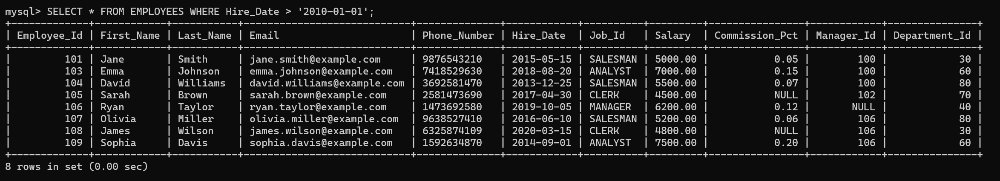 mysql> SELECT * FROM EMPLOYEES WHERE Hire_Date > '2010-01-01';
+-------------+------------+-----------+----------------------------+--------------+------------+----------+---------+----------------+------------+---------------+
| Employee_Id | First_Name | Last_Name | Email                      | Phone_Number | Hire_Date  | Job_Id   | Salary  | Commission_Pct | Manager_Id | Department_Id |
+-------------+------------+-----------+----------------------------+--------------+------------+----------+---------+----------------+------------+---------------+
|         101 | Jane       | Smith     | jane.smith@example.com     | 9876543210   | 2015-05-15 | SALESMAN | 5000.00 |           0.05 |        100 |            30 |
|         103 | Emma       | Johnson   | emma.johnson@example.com   | 7418529630   | 2018-08-20 | ANALYST  | 7000.00 |           0.15 |        100 |            60 |
|         104 | David      | Williams  | david.williams@example.com | 3692581470   | 2013-12-25 | SALESMAN | 5500.00 |           0.07 |        100 |            80 |
|         105 | Sarah      | Brown     | sarah.brown@example.com    | 2581473690   | 2017-04-30 | CLERK    | 4500.00 |           NULL |        102 |            70 |
|         106 | Ryan       | Taylor    | ryan.taylor@example.com    | 1473692580   | 2019-10-05 | MANAGER  | 6200.00 |           0.12 |       NULL |            40 |
|         107 | Olivia     | Miller    | olivia.miller@example.com  | 9638527410   | 2016-06-10 | SALESMAN | 5200.00 |           0.06 |        106 |            80 |
|         108 | James      | Wilson    | james.wilson@example.com   | 6325874109   | 2020-03-15 | CLERK    | 4800.00 |           NULL |        106 |            30 |
|         109 | Sophia     | Davis     | sophia.davis@example.com   | 1592634870   | 2014-09-01 | ANALYST  | 7500.00 |           0.20 |        106 |            60 |
+-------------+------------+-----------+----------------------------+--------------+------------+----------+---------+----------------+------------+---------------+
8 rows in set (0.00 sec)